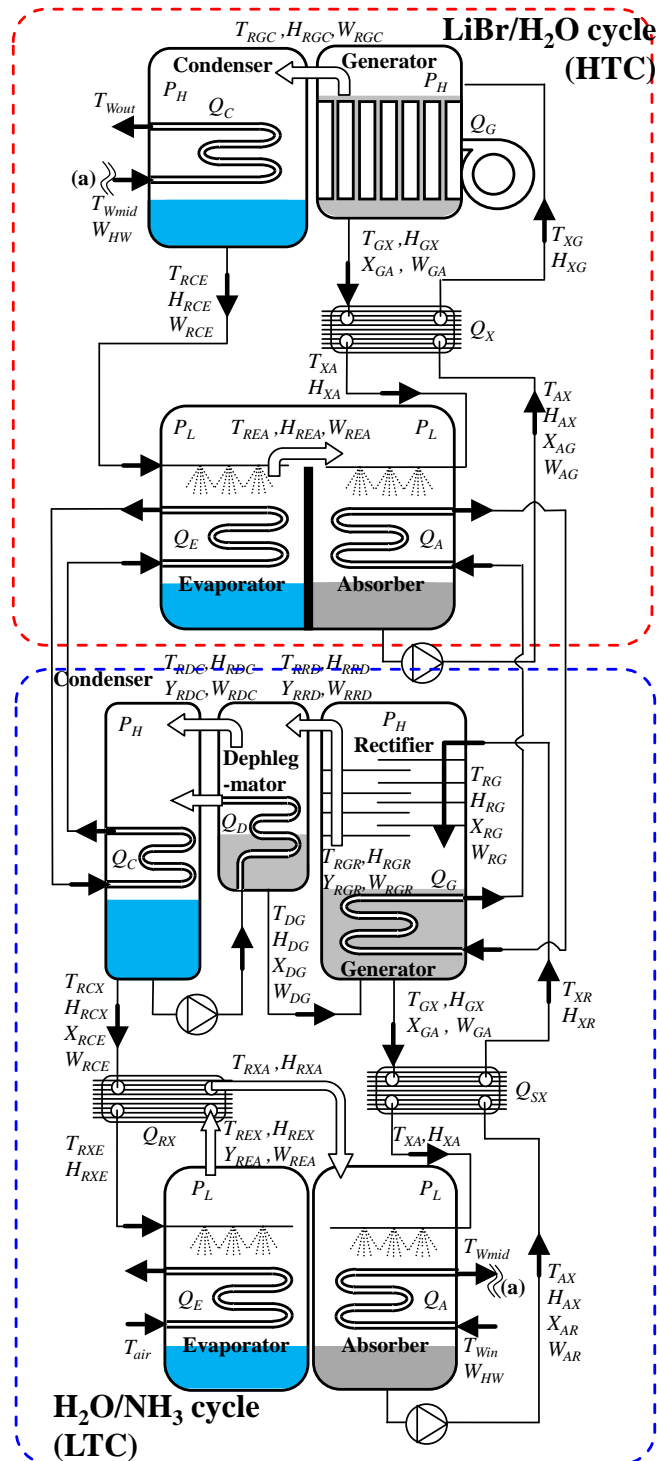 LiBr/H2O cycle
(HTC)
TRGC ,HRGC, WRGC
Condenser
Generator
PH
PH
QC
QG
TWout
(a)
TWmid
WHW
TGX ,HGX
XGA , WGA
TXG
HXG
TRCE
HRCE
WRCE
QX
TXA
HXA
TAX
HAX
XAG
WAG
PL
TREA ,HREA,WREA
PL
QE
QA
Evaporator
Absorber
TRDC,HRDC
YRDC,WRDC
TRRD,HRRD
YRRD,WRRD
Condenser
PH
PH
Rectifier
Dephleg
-mator
TRG
HRG
XRG
WRG
QD
QC
TRGR,HRGR
YRGR,WRGR
QG
Generator
TDG
HDG
XDG
WDG
TRCX
HRCX
XRCE
WRCE
TGX ,HGX
XGA , WGA
TXR
HXR
TRXA,HRXA
QRX
QSX
TRXE
HRXE
TREX ,HREX
YREA ,WREA
TXA,HXA
PL
PL
TWmid
(a)
QE
QA
Tair
Evaporator
Absorber
TWin
WHW
TAX
HAX
XAR
WAR
H2O/NH3 cycle
(LTC)